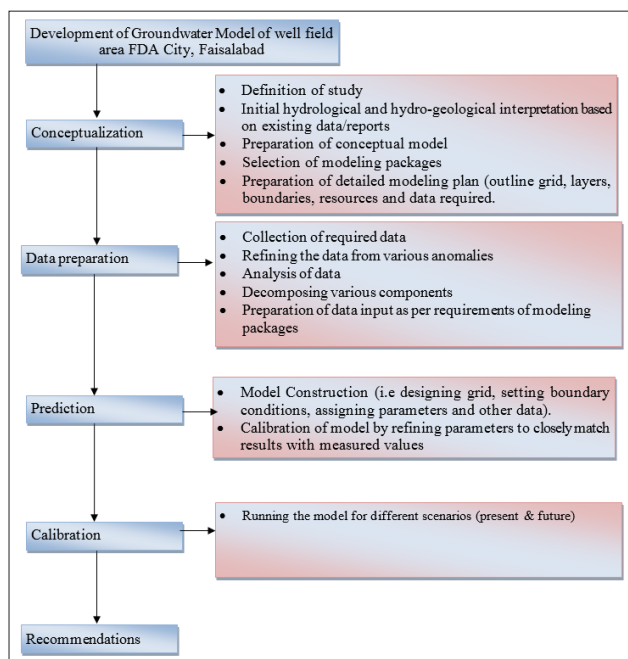 Development of Groundwater Model of well field
area FDA City, Faisalabad
Conceptualization
• Definition of study
• Initial hydrological and hydro-geological interpretation based
on existing data/reports
• Preparation of conceptual model
• Selection of modeling packages
• Preparation of detailed modeling plan (outline grid, layers,
boundaries, resources and data required.
Data preparation
• Collection of required data
• Refining the data from various anomalies
• Analysis of data
• Decomposing various components
• Preparation of data input as per requirements of modeling
packages
Prediction
• Model Construction (i.e designing grid, setting boundary
conditions, assigning parameters and other data).
• Calibration of model by refining parameters to closely match
results with measured values
Calibration
• Running the model for different scenarios (present & future)
Recommendations